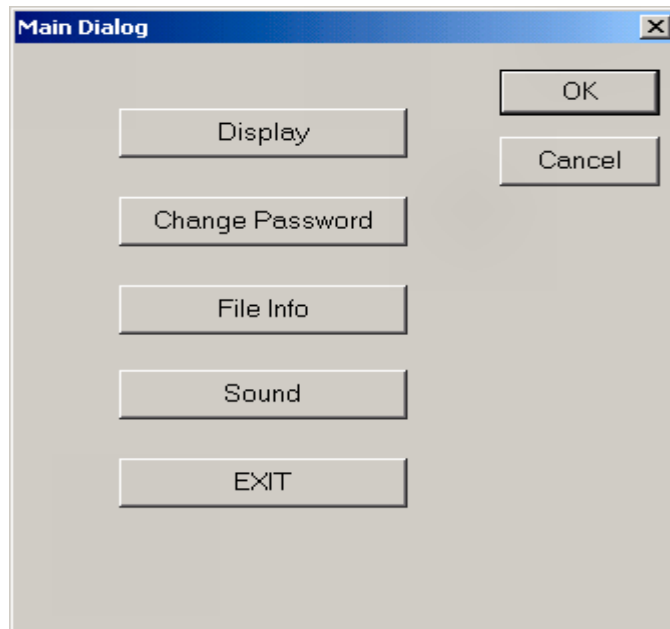 Main Dialog
OK
Display
Cancel
Change Password
File Info
Sound
EXIT